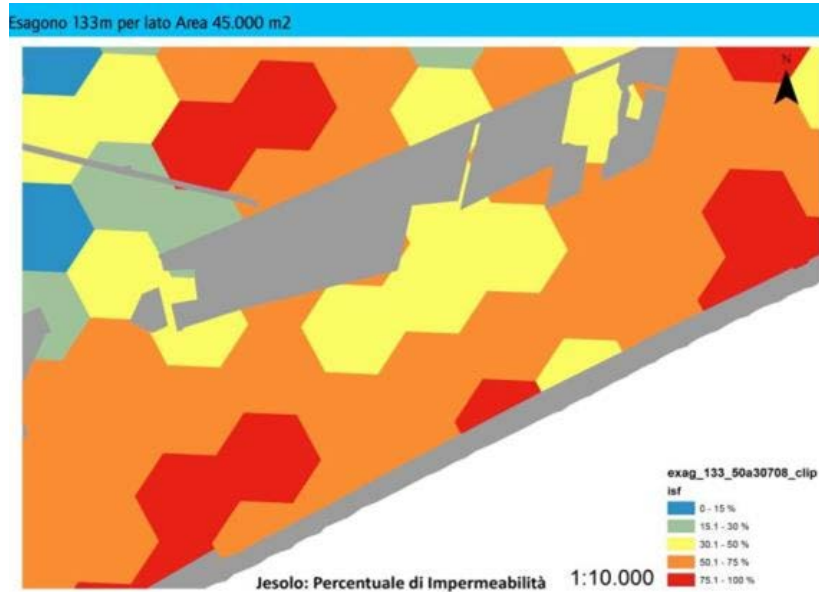 Esagono 133m per lato Area 45.000 m2
N
exag_133_50a30708_clip
isf
0 - 15 %
15.1 - 30 %
30.1 - 50 %
50.1 - 75 %
75.1 - 100 %
Jesolo: Percentuale di Impermeabilità 1:10.000